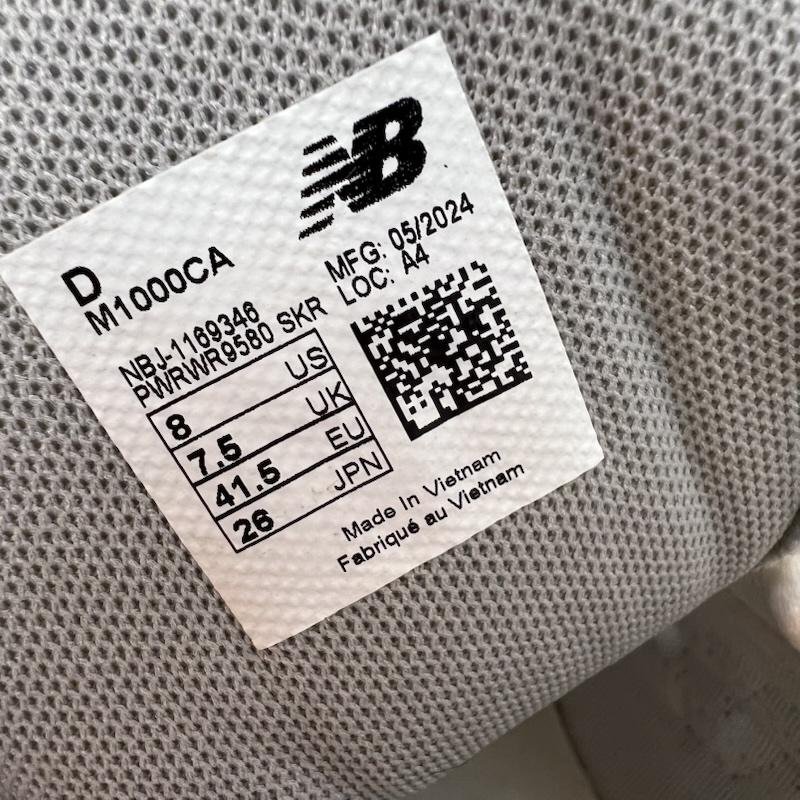 NB
D
M1000CA
MFG: 05/2024
LOC: A4
NBJ-1169346
PWRWR9580 SKR
8 US
7.5 UK
41.5 EU
26 JPN
Made In Vietnam
Fabriqué au Vietnam